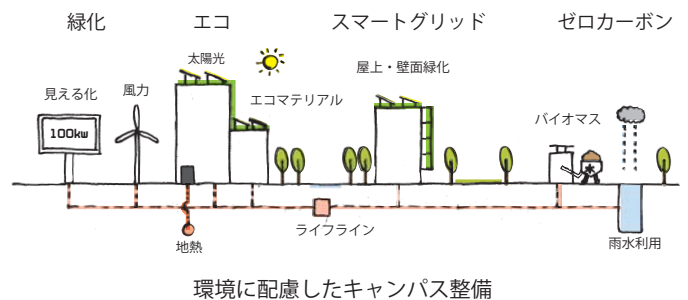 緑化
エコ
スマートグリッド
ゼロカーボン
太陽光
屋上・壁面緑化
見える化
風力
エコマテリアル
バイオマス
100kw
ライフライン
地熱
雨水利用
環境に配慮したキャンパス整備